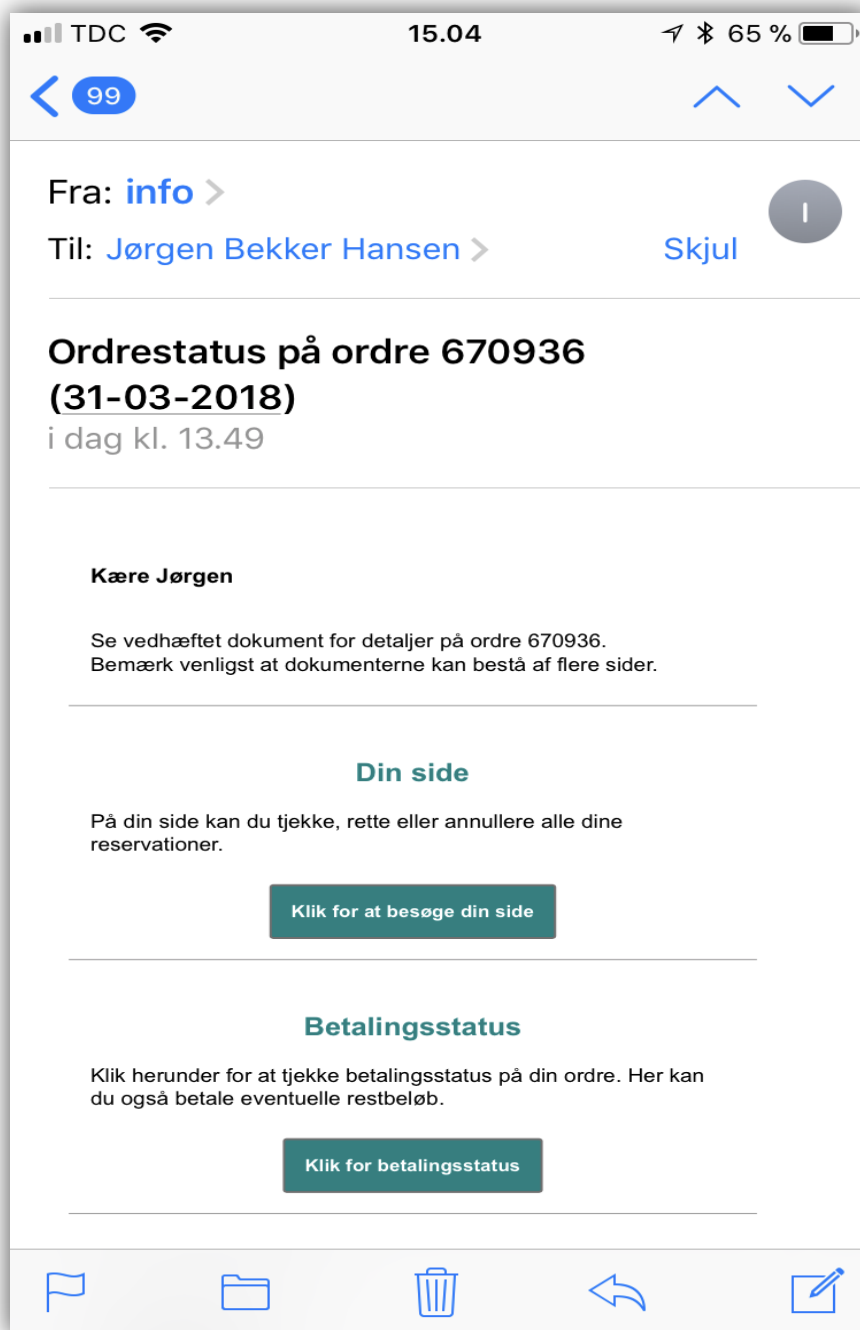 TDC 15.04 65 %
99
Fra: info
I
Til: Jørgen Bekker Hansen Skjul
Ordrestatus på ordre 670936
(31-03-2018)
i dag kl. 13.49
Kære Jørgen
Se vedhæftet dokument for detaljer på ordre 670936.
Bemærk venligst at dokumenterne kan bestå af flere sider.
Din side
På din side kan du tjekke, rette eller annullere alle dine
reservationer.
Klik for at besøge din side
Betalingsstatus
Klik herunder for at tjekke betalingsstatus på din ordre. Her kan
du også betale eventuelle restbeløb.
Klik for betalingsstatus